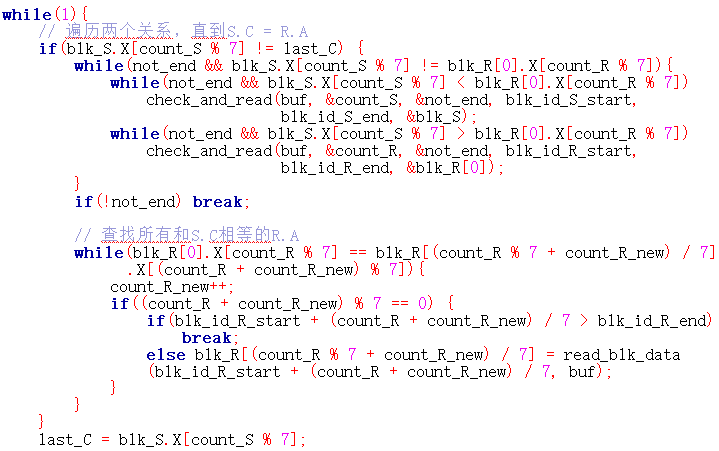 while(1){
    // 遍历两个关系，直到S.C = R.A
    if(blk_S.X[count_S % 7] != last_C) {
        while(not_end && blk_S.X[count_S % 7] != blk_R[0].X[count_R % 7]){
            while(not_end && blk_S.X[count_S % 7] < blk_R[0].X[count_R % 7])
                check_and_read(buf, &count_S, &not_end, blk_id_S_start,
                               blk_id_S_end, &blk_S);
            while(not_end && blk_S.X[count_S % 7] > blk_R[0].X[count_R % 7])
                check_and_read(buf, &count_R, &not_end, blk_id_R_start,
                               blk_id_R_end, &blk_R[0]);
        }
        if(!not_end) break;
        // 查找所有和S.C相等的R.A
        while(blk_R[0].X[count_R % 7] == blk_R[(count_R % 7 + count_R_new) / 7]
              .X[(count_R + count_R_new) % 7]){
            count_R_new++;
            if((count_R + count_R_new) % 7 == 0) {
                if(blk_id_R_start + (count_R + count_R_new) / 7 > blk_id_R_end)
                    break;
                else blk_R[(count_R % 7 + count_R_new) / 7] = read_blk_data
                (blk_id_R_start + (count_R + count_R_new) / 7, buf);
            }
        }
    }
    last_C = blk_S.X[count_S % 7];